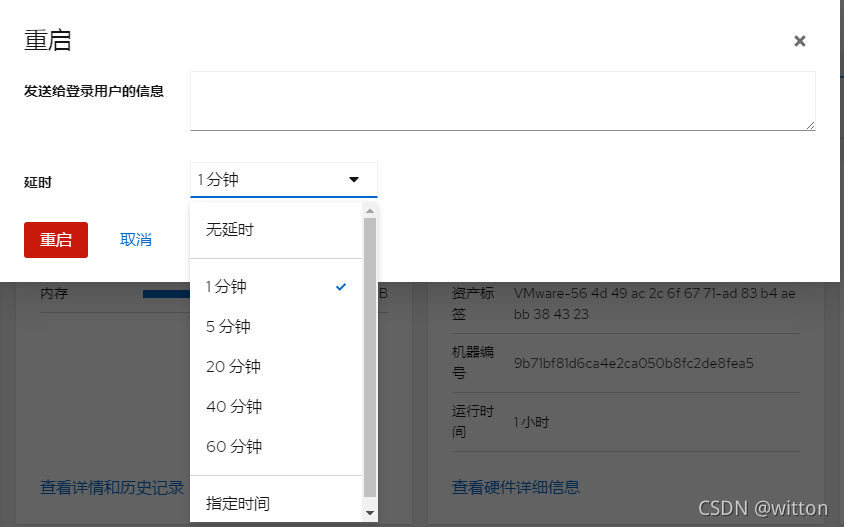 重启
发送给登录用户的信息
延时
1 分钟
重启
取消
无延时
1 分钟
5 分钟
20 分钟
40 分钟
60 分钟
指定时间
内存
B
查看详情和历史记录
资产标
签
VMware-56 4d 49 ac 2c 6f 67 71-ad 83 b4 ae
bb 38 43 23
机器编
号
9b71bf81d6ca4e2ca050b8fc2de8fea5
运行时
间
1 小时
查看硬件详细信息
CSDN @witton